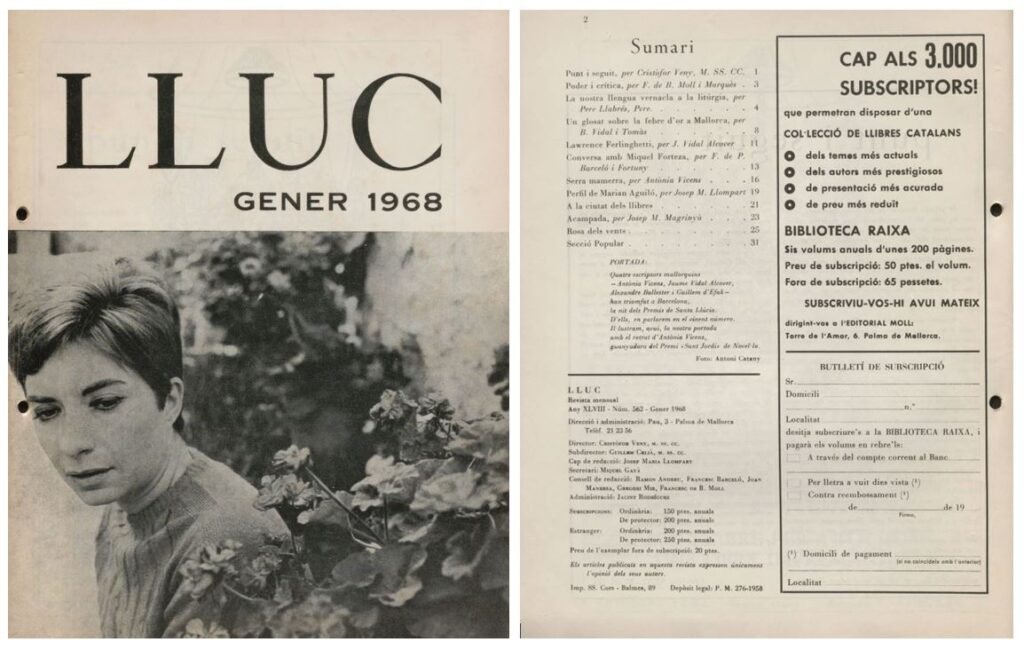 LLUC
GENER 1968
2
Sumari
Punt i seguit, per Cristòfor Veny, M. SS. CC. 1
Poder i crítica, per F. de B. Moll i Marquès . 3
La nostra llengua vernacla a la litúrgia, per
Pere Llabrés, Pvre. . . . . . . 4
Un glosat sobre la febre d'or a Mallorca, per
B. Vidal i Tomàs . . . . . . 8
Lawrence Ferlinghetti, per J. Vidal Alcover . 11
Conversa amb Miquel Forteza, per F. de P.
Barceló i Fortuny . . . . . . 13
Serra mamerra, per Antònia Vicens . . . 16
Perfil de Marian Aguiló, per Josep M. Llompart 19
A la ciutat dels llibres . . . . . 21
Acampada, per Josep M. Magrinyà . . . 23
Rosa dels vents . . . . . . . 25
Secció Popular . . . . . . . 31
PORTADA:
Quatre escriptors mallorquins
— Antònia Vicens, Jaume Vidal Alcover,
Alexandre Ballester i Guillem d'Efak —
han triomfat a Barcelona,
la nit dels Premis de Santa Llúcia.
D'ells, en parlarem en el vinent número.
Il·lustram, avui, la nostra portada
amb el retrat d'Antònia Vicens,
guanyadora del Premi «Sant Jordi» de Novel·la.
Foto: Antoni Catany
LLUC
Revista mensual
Any XLVIII - Núm. 562 - Gener 1968
Direcció i administració: Pau, 3 - Palma de Mallorca
Telèf. 21 23 56
Director: Cristòfor Veny, m. ss. cc.
Subdirector: Guillem Celià, m. ss. cc.
Cap de redacció: Josep Maria Llompart
Secretari: Miquel Gayà
Consell de redacció: Ramon Andreu, Francesc Barceló, Joan
Manresa, Gregori Mir, Francesc de B. Moll
Administració: Jacint Rodríguez
Subscripcions: Ordinària: 150 ptes. anuals
De protector: 200 ptes. anuals
Estranger: Ordinària: 200 ptes. anuals
De protector: 250 ptes. anuals
Preu de l'exemplar fora de subscripció: 20 ptes.
Els articles publicats en aquesta revista expressen únicament
l'opinió dels seus autors.
Imp. SS. Cors - Balmes, 89 Depòsit legal: P. M. 276-1958
CAP ALS 3.000
SUBSCRIPTORS!
que permetran disposar d'una
COL·LECCIÓ DE LLIBRES CATALANS
dels temes més actuals
dels autors més prestigiosos
de presentació més acurada
de preu més reduït
BIBLIOTECA RAIXA
Sis volums anuals d'unes 200 pàgines.
Preu de subscripció: 50 ptes. el volum.
Fora de subscripció: 65 pessetes.
SUBSCRIVIU-VOS-HI AVUI MATEIX
dirigint-vos a l'EDITORIAL MOLL:
Torre de l'Amor, 6. Palma de Mallorca.
BUTLLETÍ DE SUBSCRIPCIÓ
Sr.
Domicili
n.º
Localitat
desitja subscriure's a la BIBLIOTECA RAIXA, i
pagarà els volums en rebre'ls:
A través del compte corrent al Banc
Per lletra a vuit dies vista (¹)
Contra reembossament (¹)
de de 19
Firma,
(¹) Domicili de pagament
(si no coincideix amb l'anterior)
Localitat